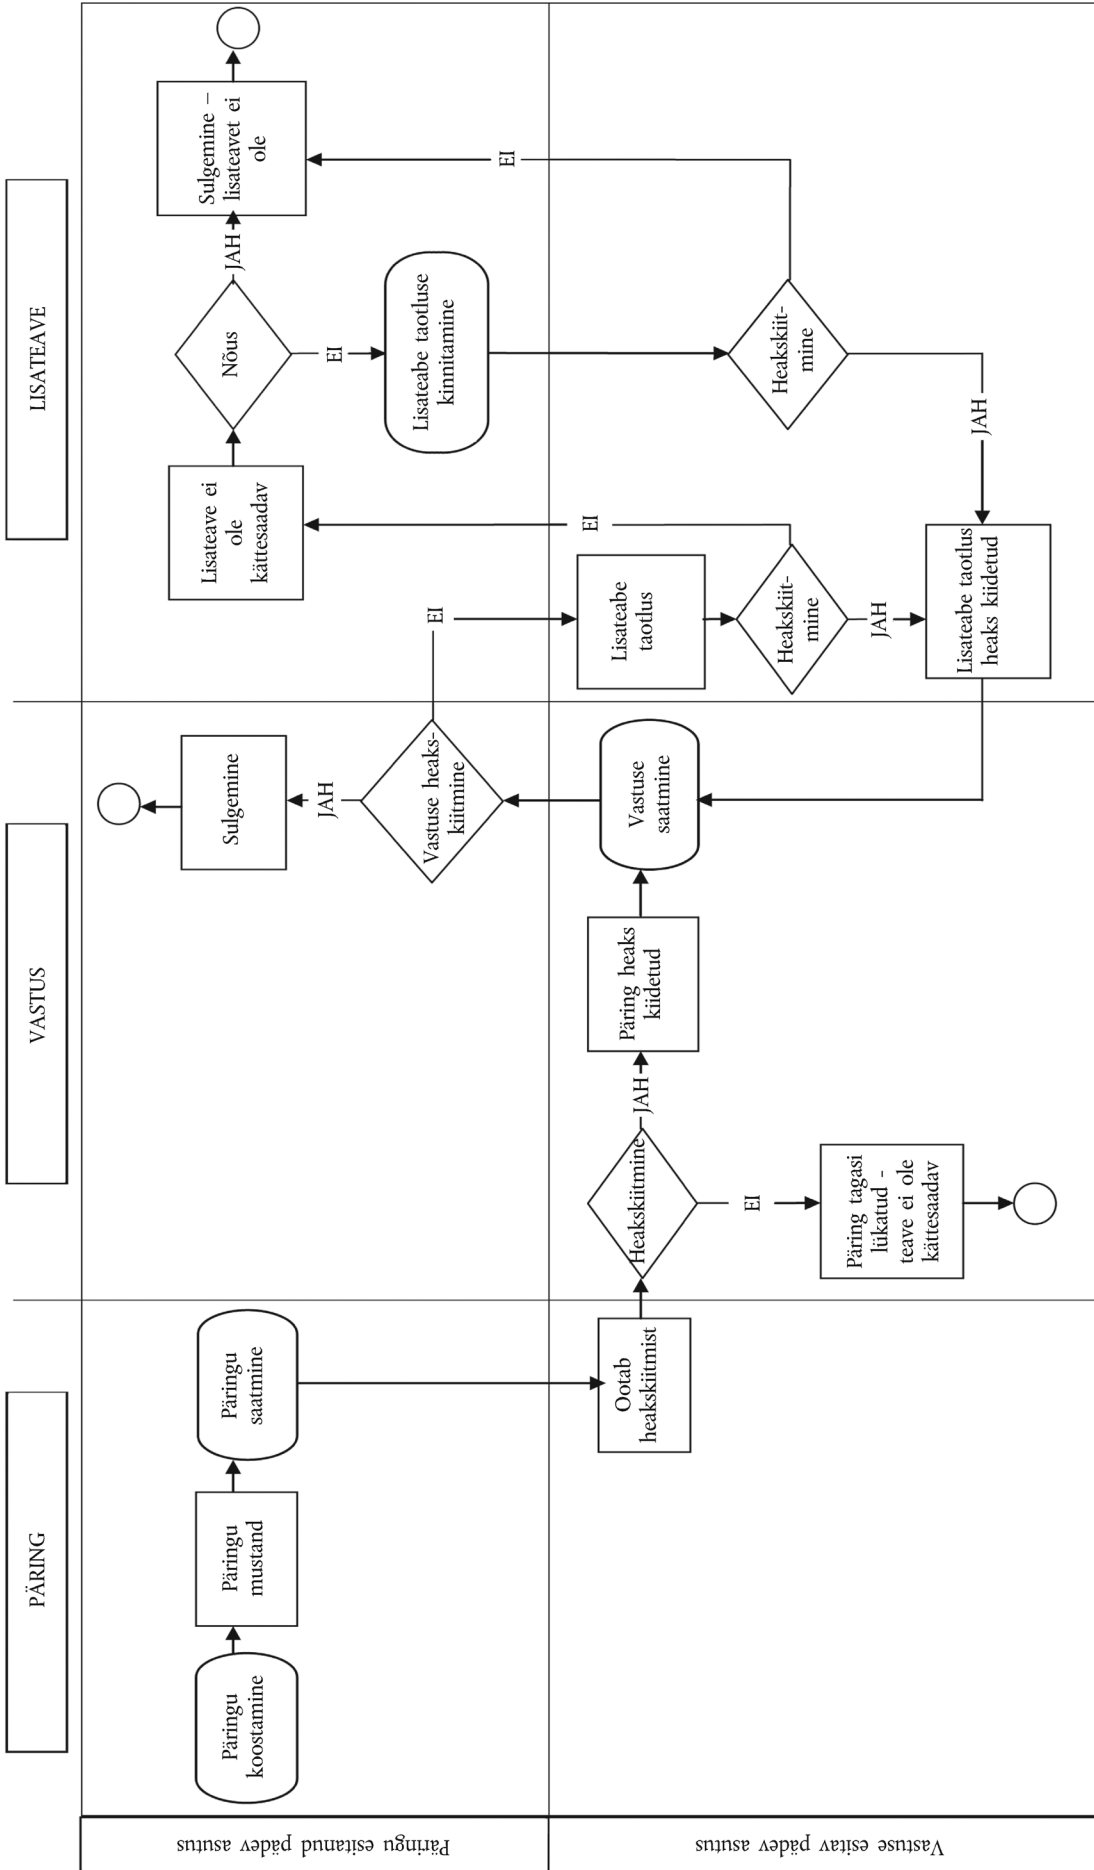 PÄRING
VASTUS
LISATEAVE
Päringu esitanud pädev asutus
Päringu
koostamine
Päringu
mustand
Päringu
saatmine
Sulgemine
JAH
Vastuse heaks-
kiitmine
EI
Lisateave ei
ole
kättesaadav
Nõus
JAH
EI
Lisateabe taotluse
kinnitamine
Sulgemine –
lisateavet ei
ole
Vastuse esitav pädev asutus
Ootab
heakskiitmist
Heakskiitmine
JAH
EI
Päring tagasi
lükatud -
teave ei ole
kättesaadav
Päring heaks
kiidetud
Vastuse
saatmine
Lisateabe
taotlus
Heakskiit-
mine
EI
JAH
Lisateabe taotlus
heaks kiidetud
Heakskiit-
mine
EI
JAH